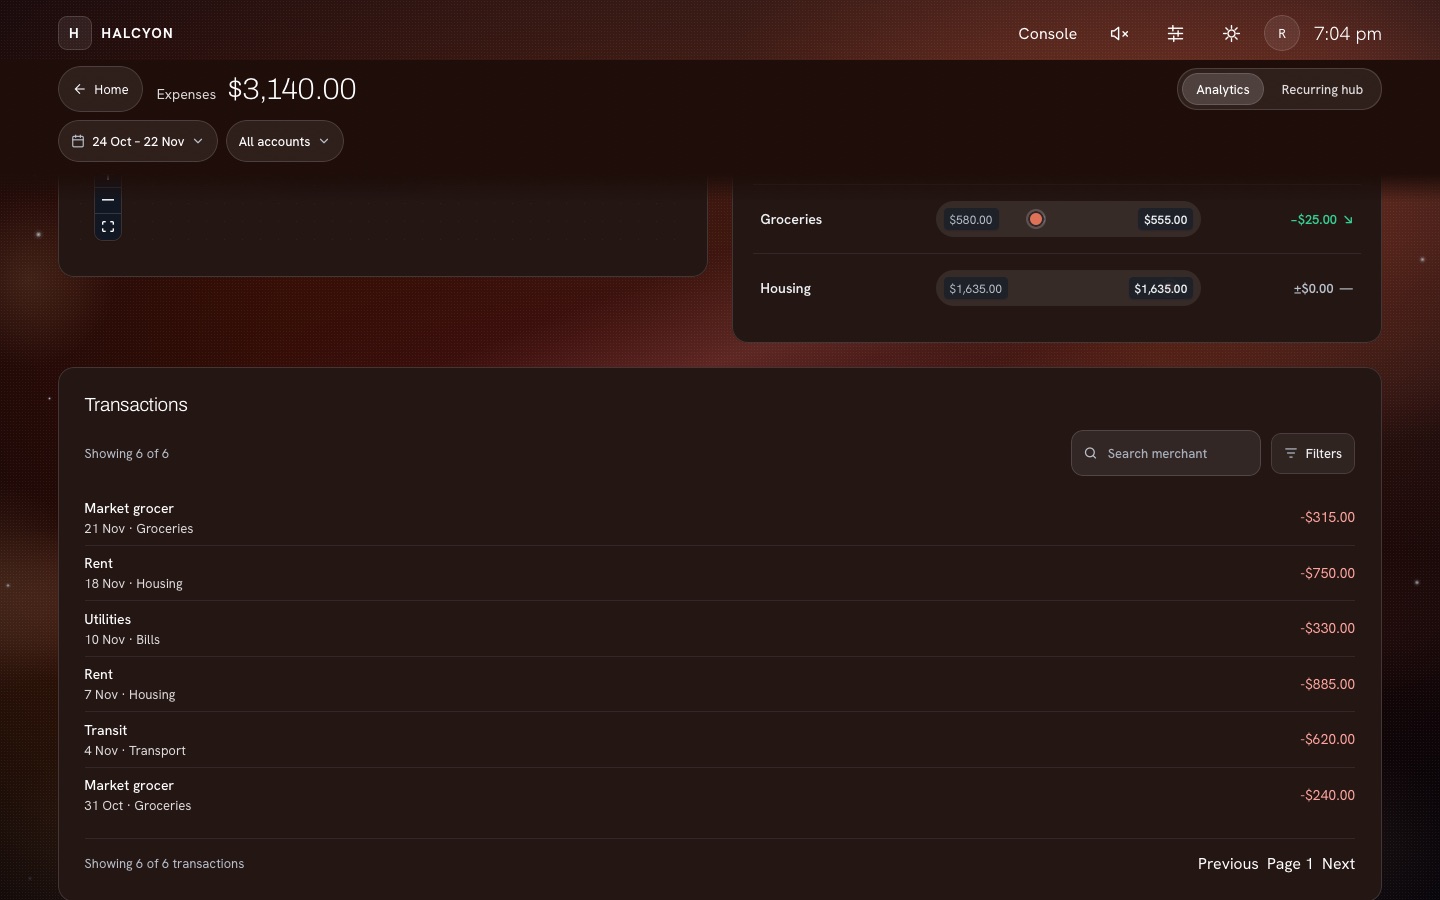 H HALCYON Console R 7:04 pm
Home Expenses $3,140.00 Analytics Recurring hub
24 Oct – 22 Nov All accounts
Groceries $580.00 $555.00 −$25.00
Housing $1,635.00 $1,635.00 ±$0.00
Transactions
Showing 6 of 6 Search merchant Filters
Market grocer
21 Nov · Groceries -$315.00
Rent
18 Nov · Housing -$750.00
Utilities
10 Nov · Bills -$330.00
Rent
7 Nov · Housing -$885.00
Transit
4 Nov · Transport -$620.00
Market grocer
31 Oct · Groceries -$240.00
Showing 6 of 6 transactions Previous Page 1 Next